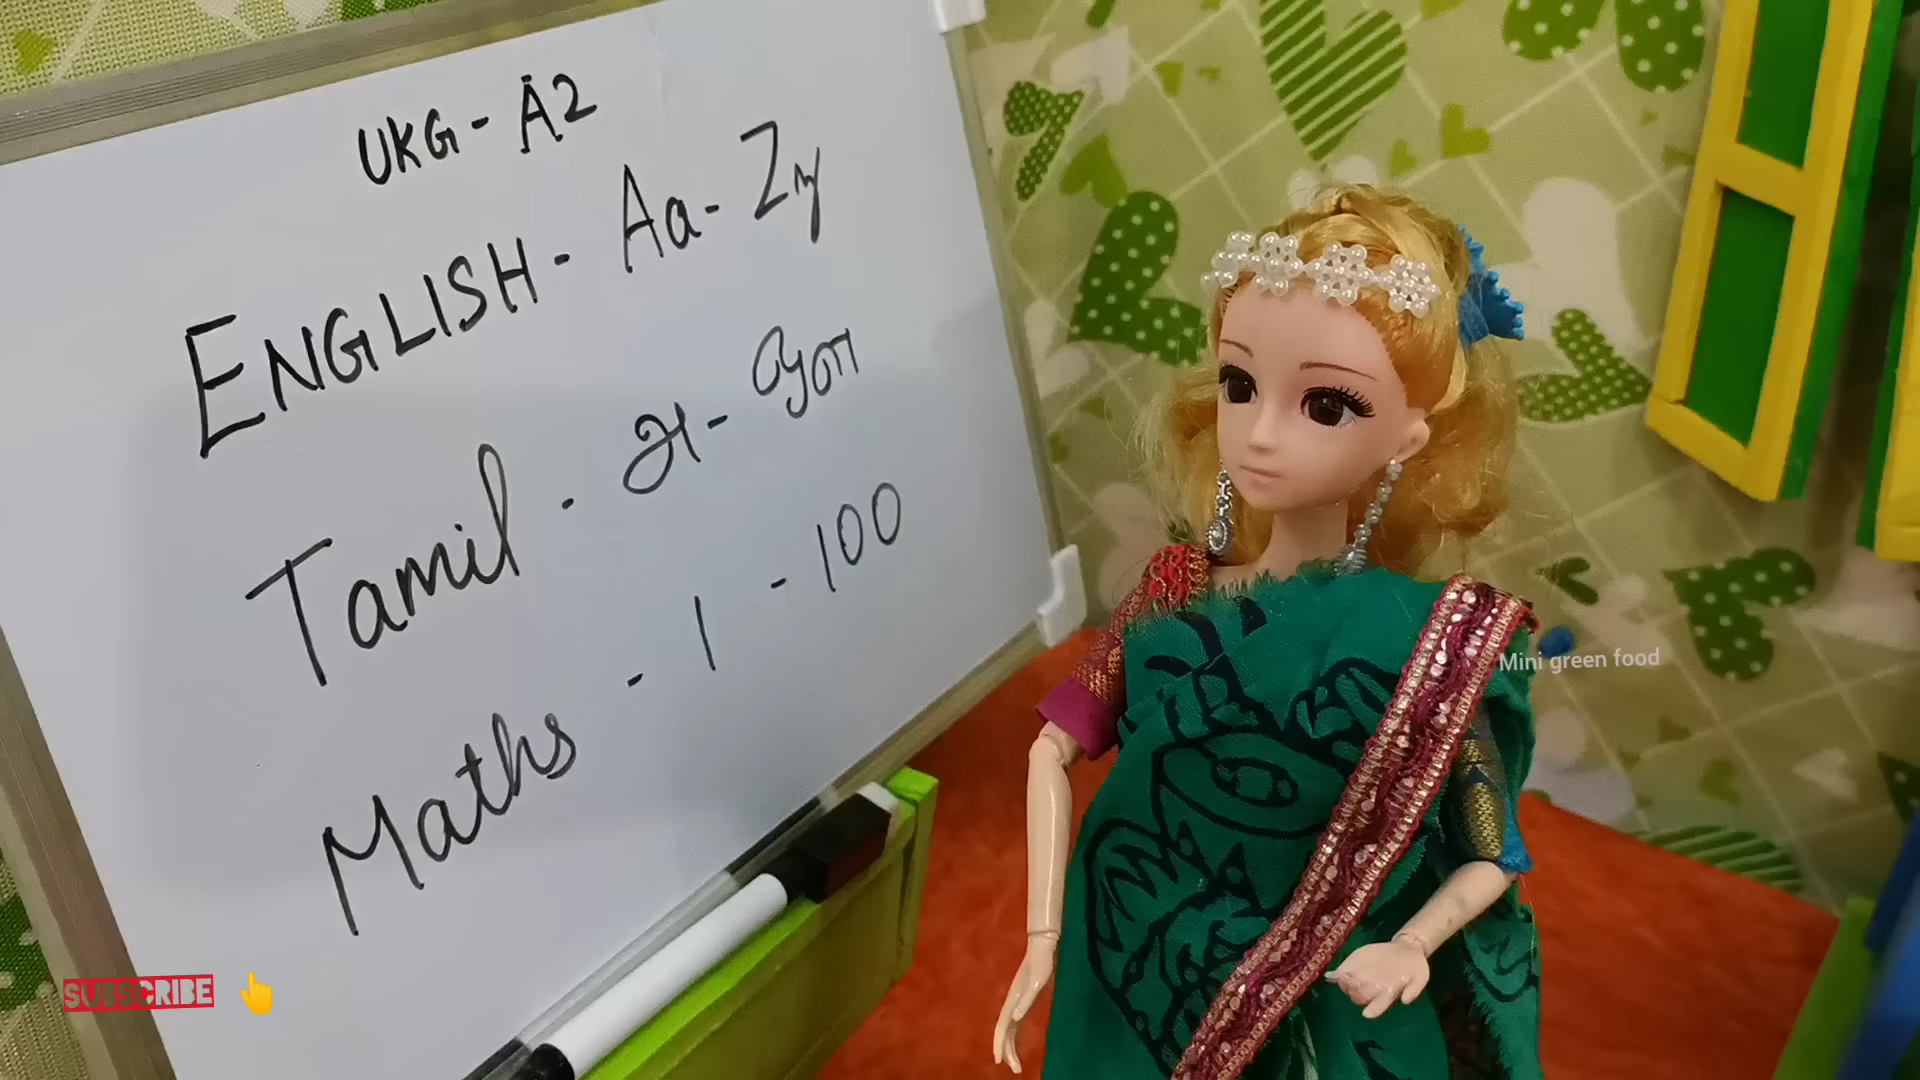 UKG - A2
ENGLISH - Aa - Zz
Tamil - அ - ஔ
Maths - 1 - 100
Mini green food
SUBSCRIBE